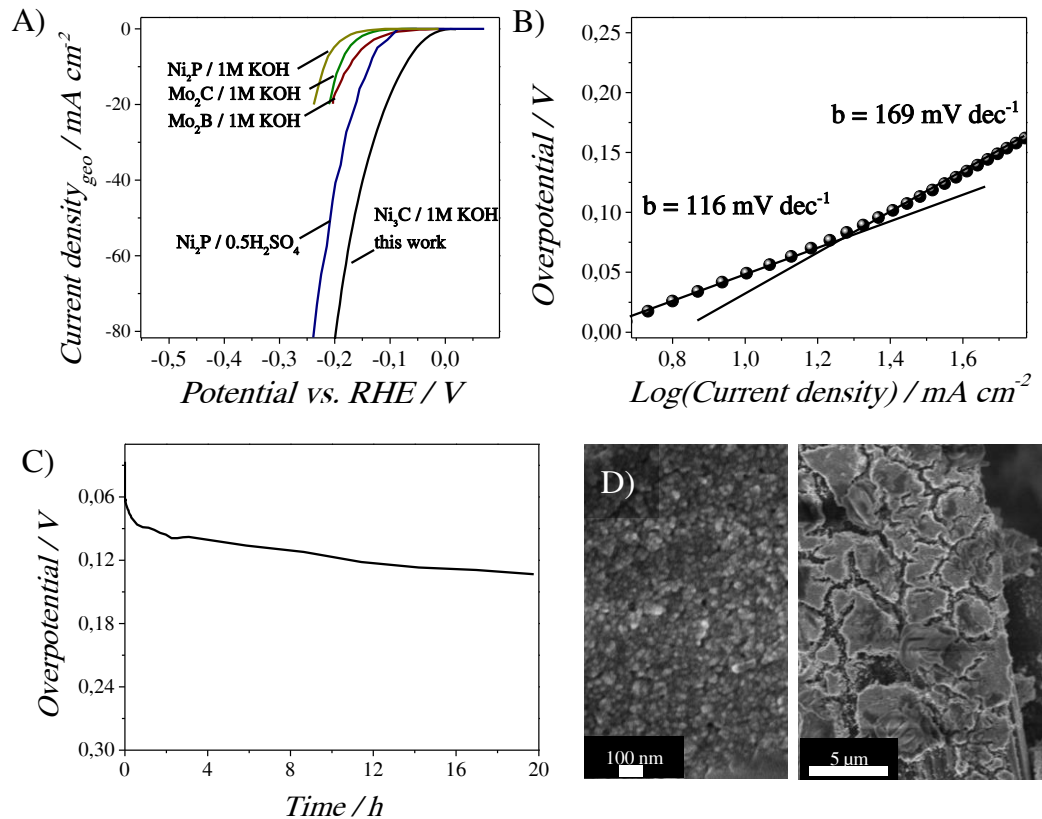 A)
0
-20
-40
-60
-80
-0,5
-0,4
-0,3
-0,2
-0,1
0,0
Current density_geo / mA cm⁻²
Potential vs. RHE / V
Ni₂P / 1M KOH
Mo₂C / 1M KOH
Mo₂B / 1M KOH
Ni₂P / 0.5H₂SO₄
Ni₃C / 1M KOH
this work
B)
0,25
0,20
0,15
0,10
0,05
0,00
0,8
1,0
1,2
1,4
1,6
Overpotential / V
Log(Current density) / mA cm⁻²
b = 169 mV dec⁻¹
b = 116 mV dec⁻¹
C)
0,06
0,12
0,18
0,24
0,30
0
4
8
12
16
20
Overpotential / V
Time / h
D)
100 nm
5 µm